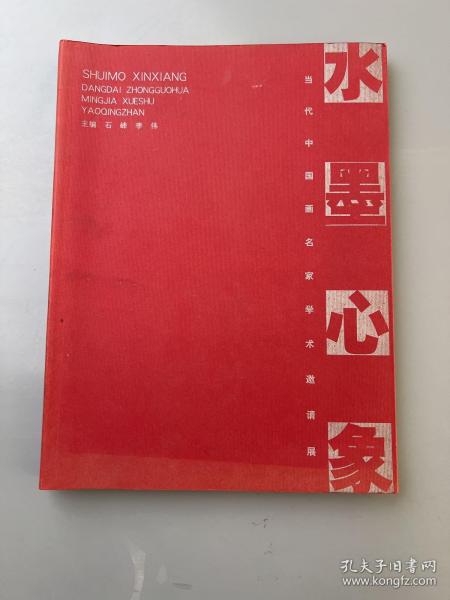 SHUIMO XINXIANG
DANGDAI ZHONGGUOHUA
MINGJIA XUESHU
YAOQINGZHAN
主编 石峰 李伟
当代中国画名家学术邀请展
水墨心象
孔夫子旧书网
www.kongfz.com